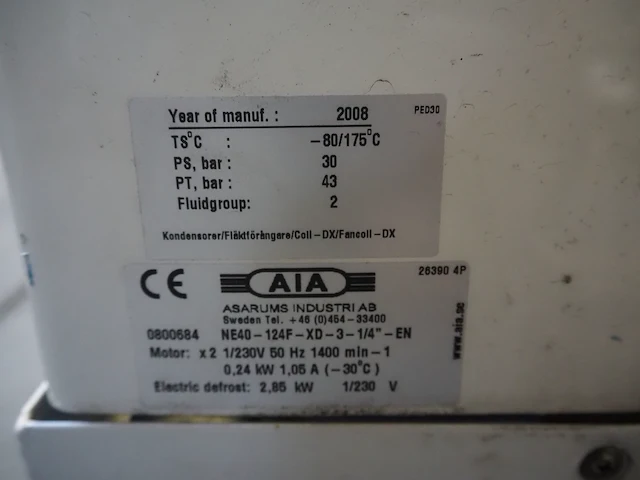 Year of manuf. : 2008 PED30
TS°C : -80/175°C
PS, bar : 30
PT, bar : 43
Fluidgroup: 2
Kondensorer/Fläktförångare/Coil-DX/Fancoil-DX
CE AIA 26390 4P
ASARUMS INDUSTRI AB
Sweden Tel. +46 (0)454-33400
0800684 NE40-124F-XD-3-1/4"-EN
Motor: x2 1/230V 50 Hz 1400 min-1
0,24 kW 1,05 A (-30°C)
Electric defrost: 2,85 kW 1/230 V
www.aia.se